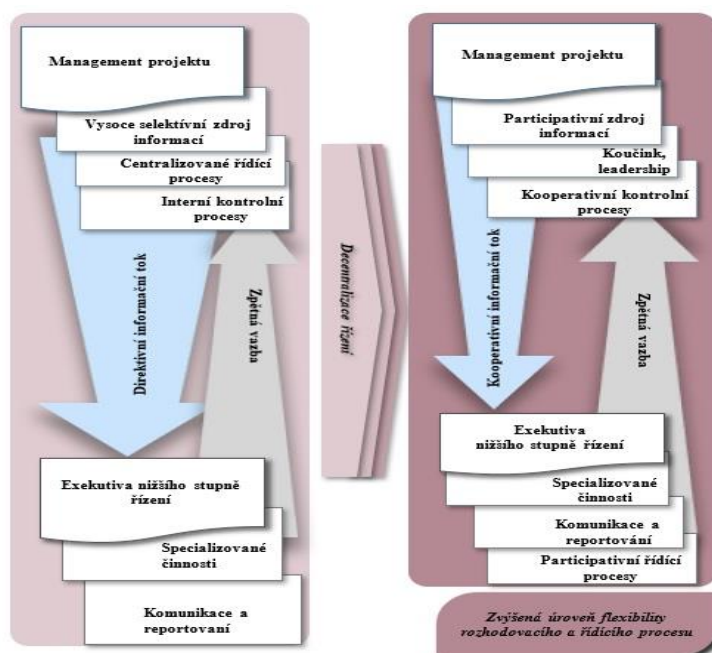 Management projektu
Vysoce selektívní zdroj
informací
Centralizované řídící
procesy
Interní kontrolní
procesy
Direktivní informační tok
Zpětná vazba
Exekutiva nižšího stupně
řízení
Specializované
činnosti
Komunikace a
reportovaní
Decentralizace řízení
Management projektu
Participativní zdroj
informací
Koučink,
leadership
Kooperativní kontrolní
procesy
Kooperativní informační tok
Zpětná vazba
Exekutiva
nižšího stupně řízení
Specializované
činnosti
Komunikace a
reportování
Participativní řídící
procesy
Zvýšená úroveň flexibility
rozhodovacího a řídícího procesu